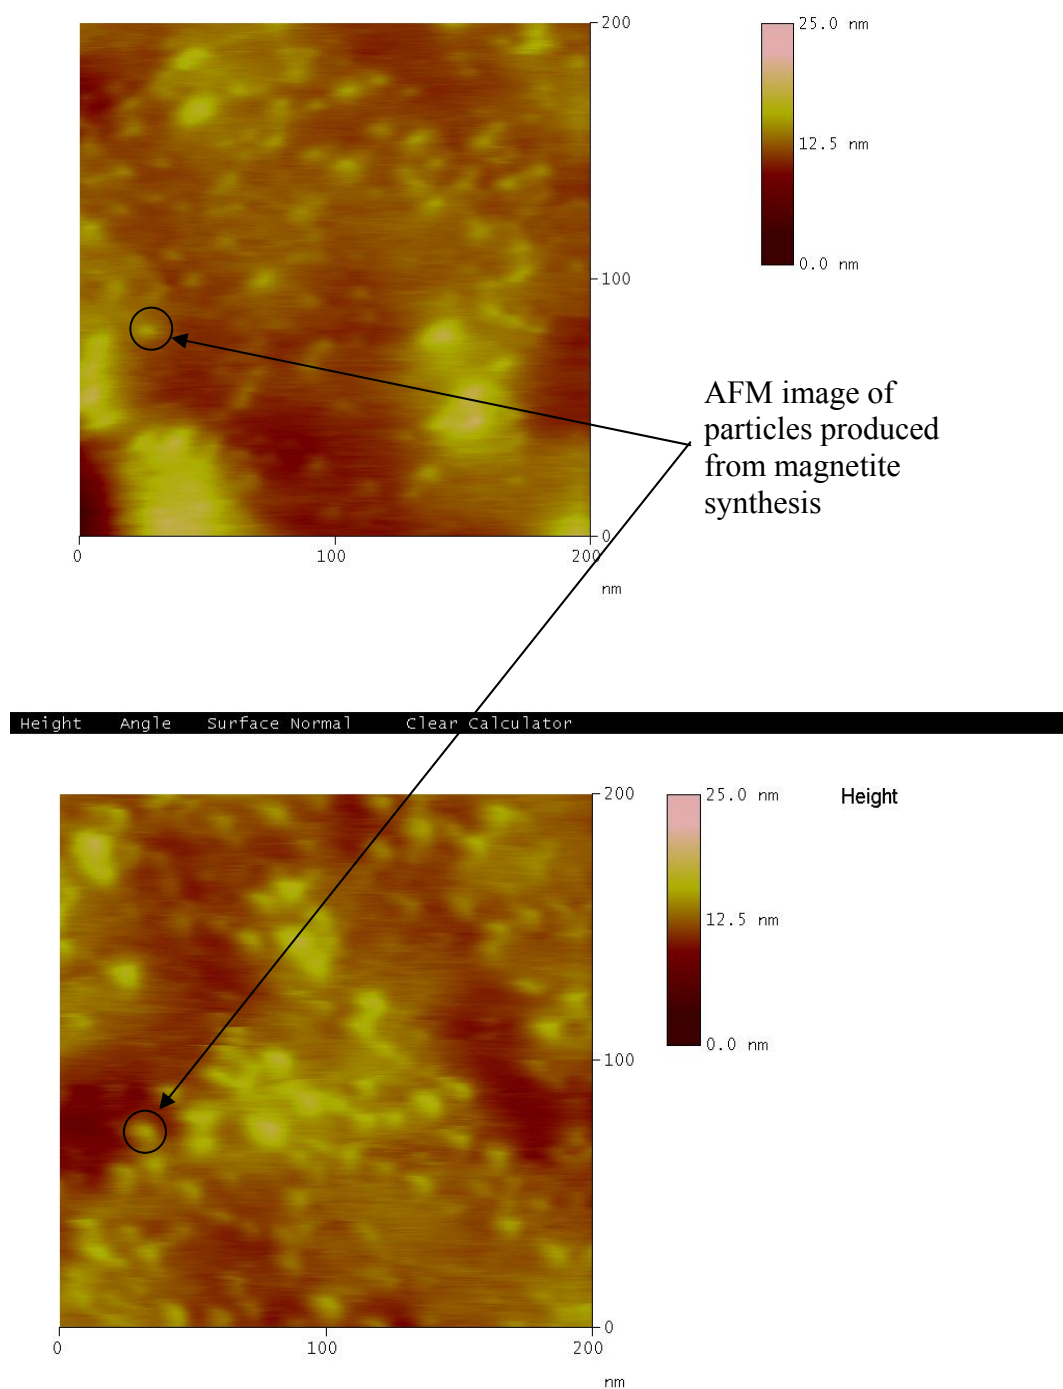 200
100
0
0 100 200
nm
25.0 nm
12.5 nm
0.0 nm
AFM image of
particles produced
from magnetite
synthesis
Height Angle Surface Normal Clear Calculator
200
100
0
0 100 200
nm
25.0 nm
12.5 nm
0.0 nm
Height